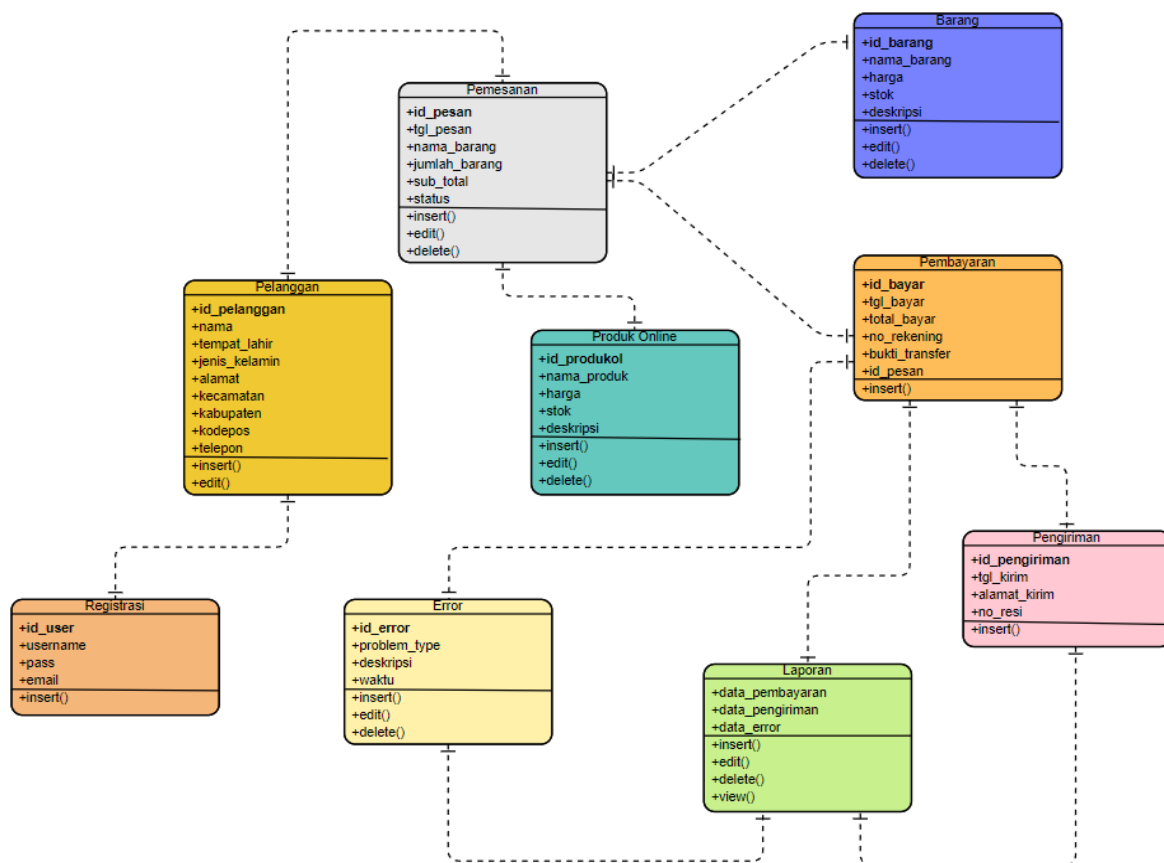 Barang
+id_barang
+nama_barang
+harga
+stok
+deskripsi
+insert()
+edit()
+delete()
Pemesanan
+id_pesan
+tgl_pesan
+nama_barang
+jumlah_barang
+sub_total
+status
+insert()
+edit()
+delete()
Pembayaran
+id_bayar
+tgl_bayar
+total_bayar
+no_rekening
+bukti_transfer
+id_pesan
+insert()
Pelanggan
+id_pelanggan
+nama
+tempat_lahir
+jenis_kelamin
+alamat
+kecamatan
+kabupaten
+kodepos
+telepon
+insert()
+edit()
Produk Online
+id_produkol
+nama_produk
+harga
+stok
+deskripsi
+insert()
+edit()
+delete()
Pengiriman
+id_pengiriman
+tgl_kirim
+alamat_kirim
+no_resi
+insert()
Registrasi
+id_user
+username
+pass
+email
+insert()
Error
+id_error
+problem_type
+deskripsi
+waktu
+insert()
+edit()
+delete()
Laporan
+data_pembayaran
+data_pengiriman
+data_error
+insert()
+edit()
+delete()
+view()